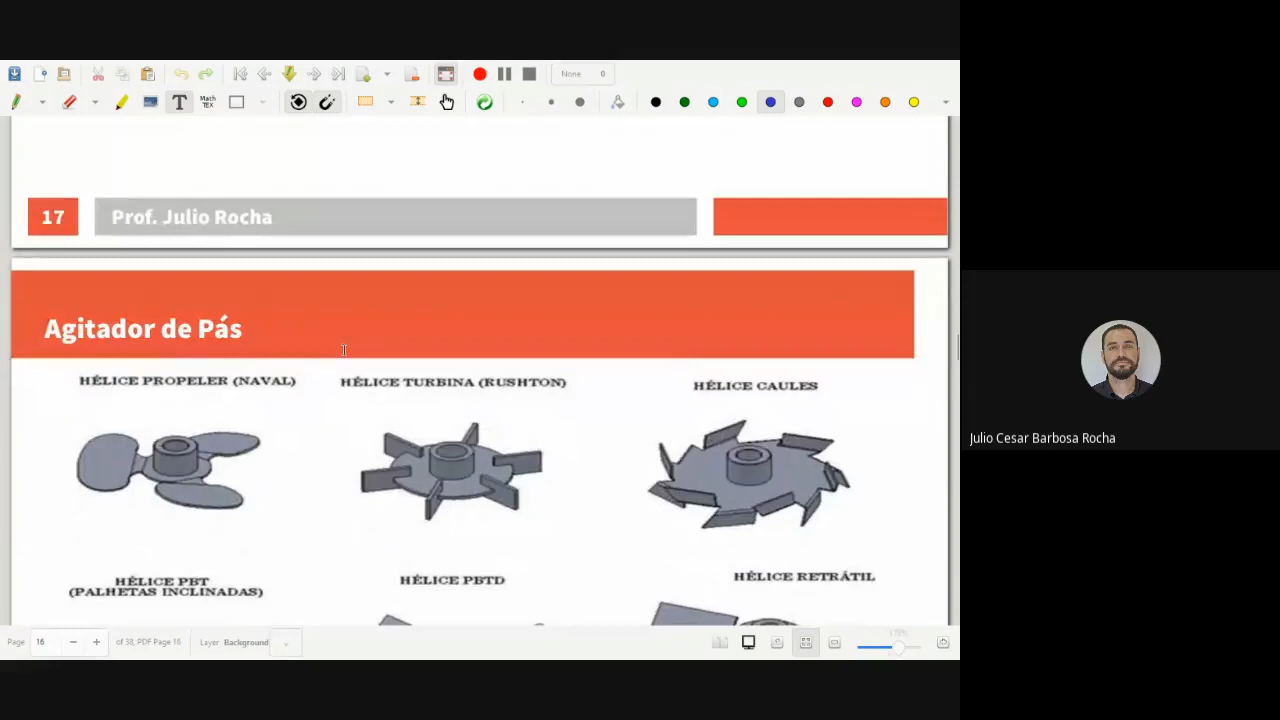 None 0
Math
TEX
17 Prof. Julio Rocha
Agitador de Pás
HÉLICE PROPELER (NAVAL)
HÉLICE TURBINA (RUSHTON)
HÉLICE CAULES
HÉLICE PBT
(PALHETAS INCLINADAS)
HÉLICE PBTD
HÉLICE RETRÁTIL
Page 16 of 38, PDF Page 16 Layer: Background
Julio Cesar Barbosa Rocha